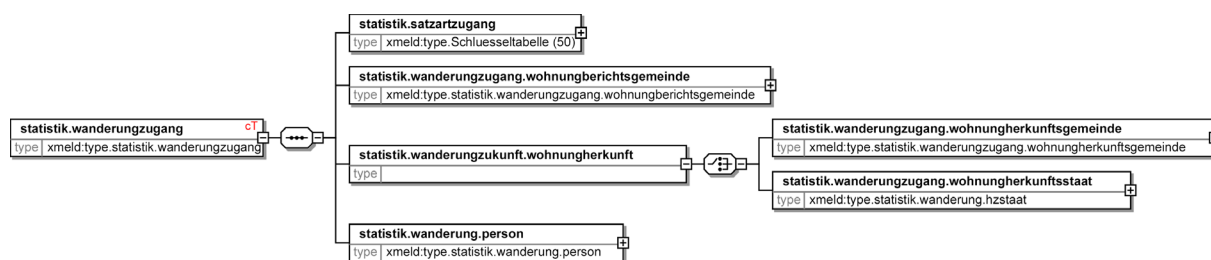 statistik.satzartzugang
type xmeld:type.Schluesseltabelle (50)
statistik.wanderungzugang.wohnungberichtsgemeinde
type xmeld:type.statistik.wanderungzugang.wohnungberichtsgemeinde
statistik.wanderungzugang cT
type xmeld:type.statistik.wanderungzugang
statistik.wanderungzukunft.wohnungherkunft
type
statistik.wanderungzugang.wohnungherkunftsgemeinde
type xmeld:type.statistik.wanderungzugang.wohnungherkunftsgemeinde
statistik.wanderungzugang.wohnungherkunftsstaat
type xmeld:type.statistik.wanderung.hzstaat
statistik.wanderung.person
type xmeld:type.statistik.wanderung.person